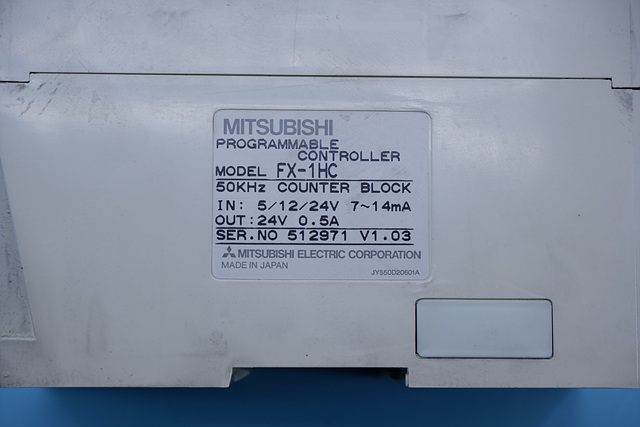 MITSUBISHI
PROGRAMMABLE
CONTROLLER
MODEL FX-1HC
50KHz COUNTER BLOCK
IN: 5/12/24V 7~14mA
OUT:24V 0.5A
SER.NO 512971 V1.03
MITSUBISHI ELECTRIC CORPORATION
MADE IN JAPAN
JY550D20601A